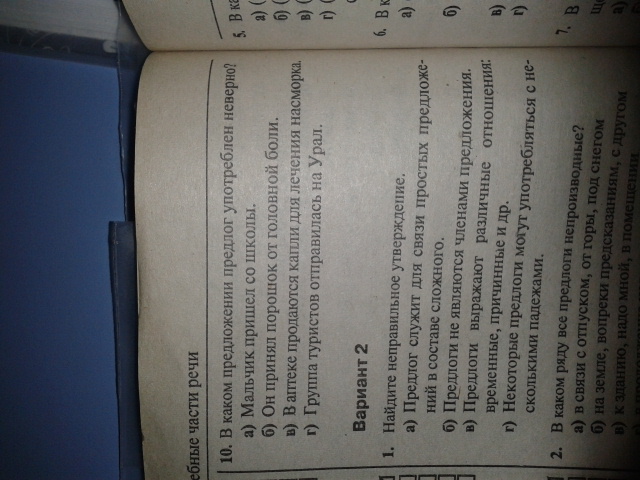 ебные части речи
10. В каком предложении предлог употреблен неверно?
а) Мальчик пришел со школы.
б) Он принял порошок от головной боли.
в) В аптеке продаются капли для лечения насморка.
г) Группа туристов отправилась на Урал.
Вариант 2
1. Найдите неправильное утверждение.
а) Предлог служит для связи простых предложе-
ний в составе сложного.
б) Предлоги не являются членами предложения.
в) Предлоги выражают различные отношения:
временные, причинные и др.
г) Некоторые предлоги могут употребляться с не-
сколькими падежами.
2. В каком ряду все предлоги непроизводные?
а) в связи с отпуском, от горы, под снегом
б) на земле, вопреки предсказаниям, с другом
в) к зданию, надо мной, в помещении
5. В ка
а) (
б) (
в) (
г) (
6. В к
а)
б)
в)
г)
7. В
а)